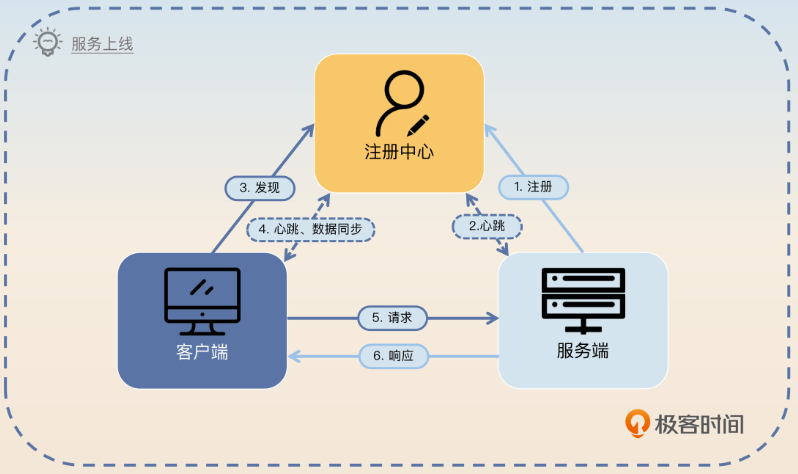 服务上线
注册中心
3. 发现
1. 注册
4. 心跳、数据同步
2.心跳
5. 请求
客户端
服务端
6. 响应
极客时间